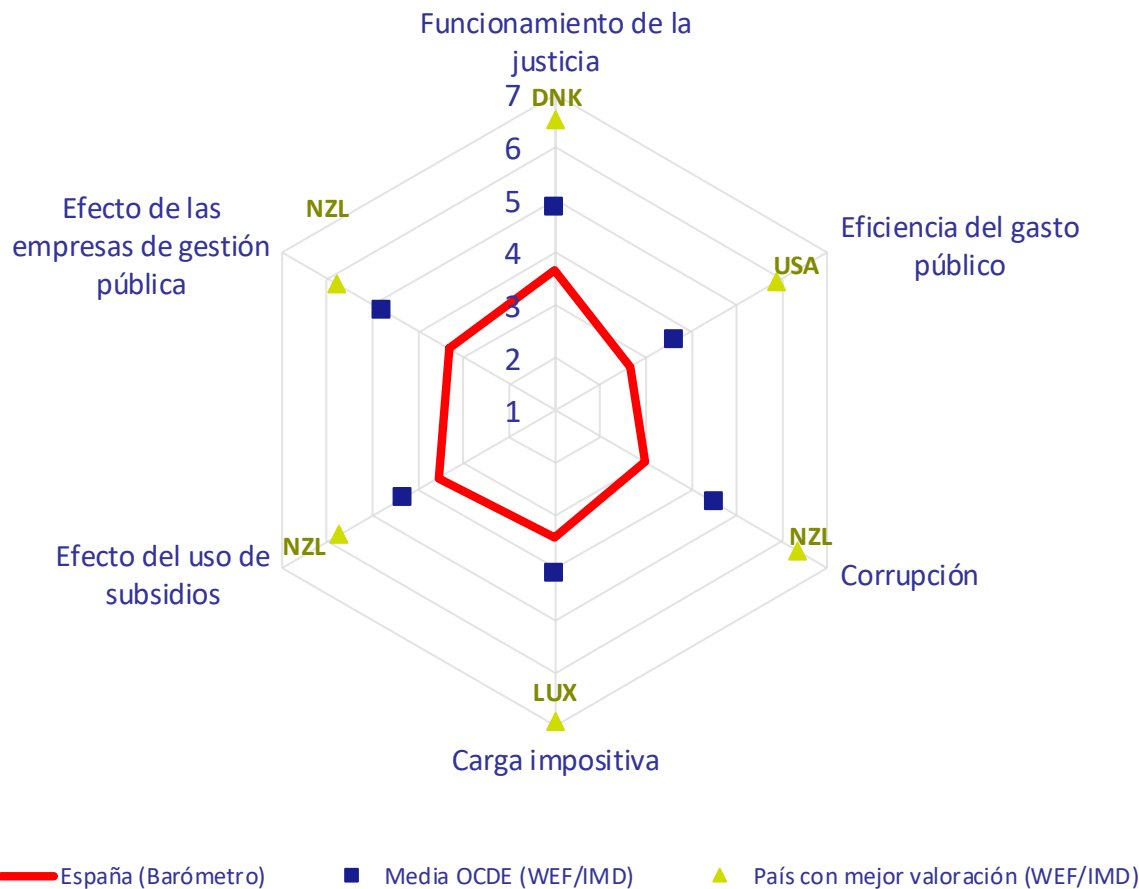 Funcionamiento de la
justicia
7
DNK
6
5
4
3
2
1
NZL
Efecto de las
empresas de gestión
pública
Eficiencia del gasto
público
USA
NZL
Corrupción
NZL
Efecto del uso de
subsidios
LUX
Carga impositiva
España (Barómetro)
Media OCDE (WEF/IMD)
País con mejor valoración (WEF/IMD)